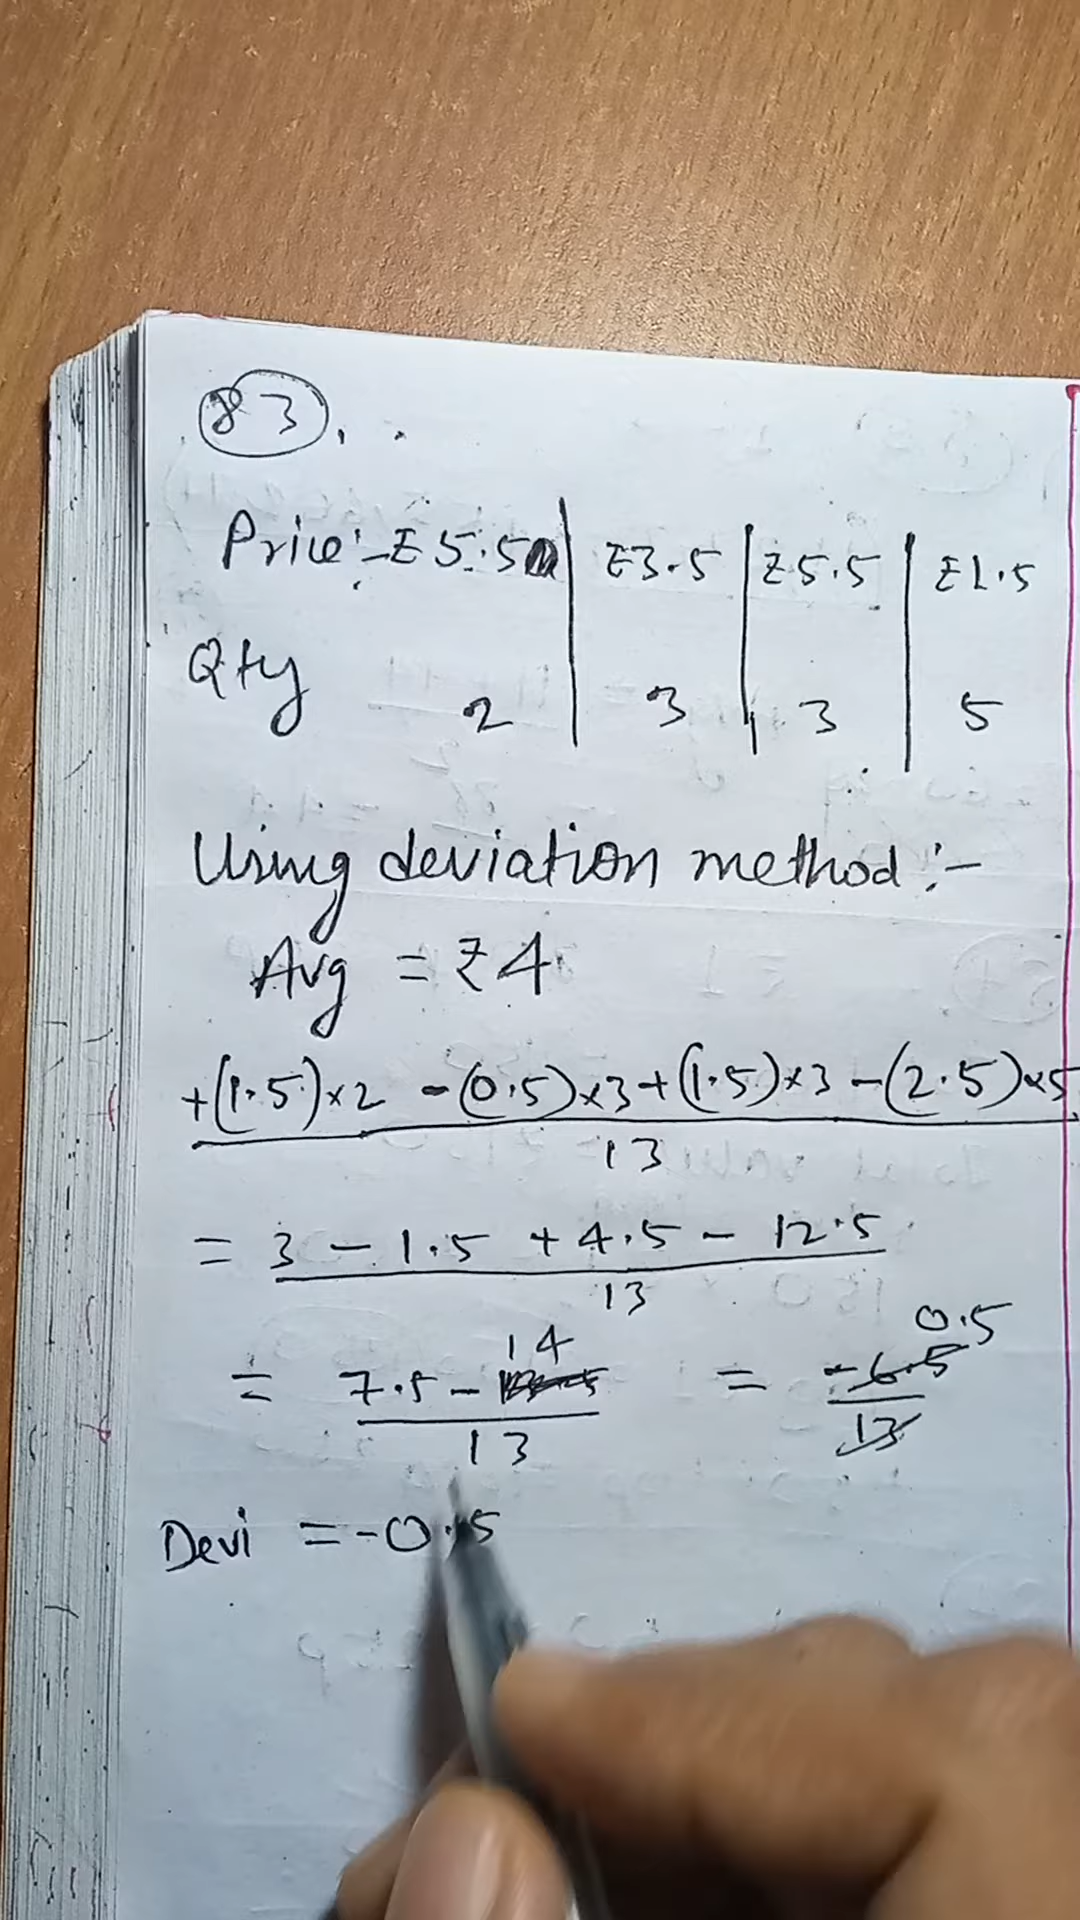 83.
Price:- ₹5.5 | ₹3.5 | ₹5.5 | ₹1.5
Qty 2 | 3 | 3 | 5
Using deviation method:-
Avg = ₹4
+(1.5)×2 -(0.5)×3+(1.5)×3-(2.5)×5
13
= 3 - 1.5 + 4.5 - 12.5
13
14 0.5
= 7.5 - = -6.5
13 13
Devi = -0.5